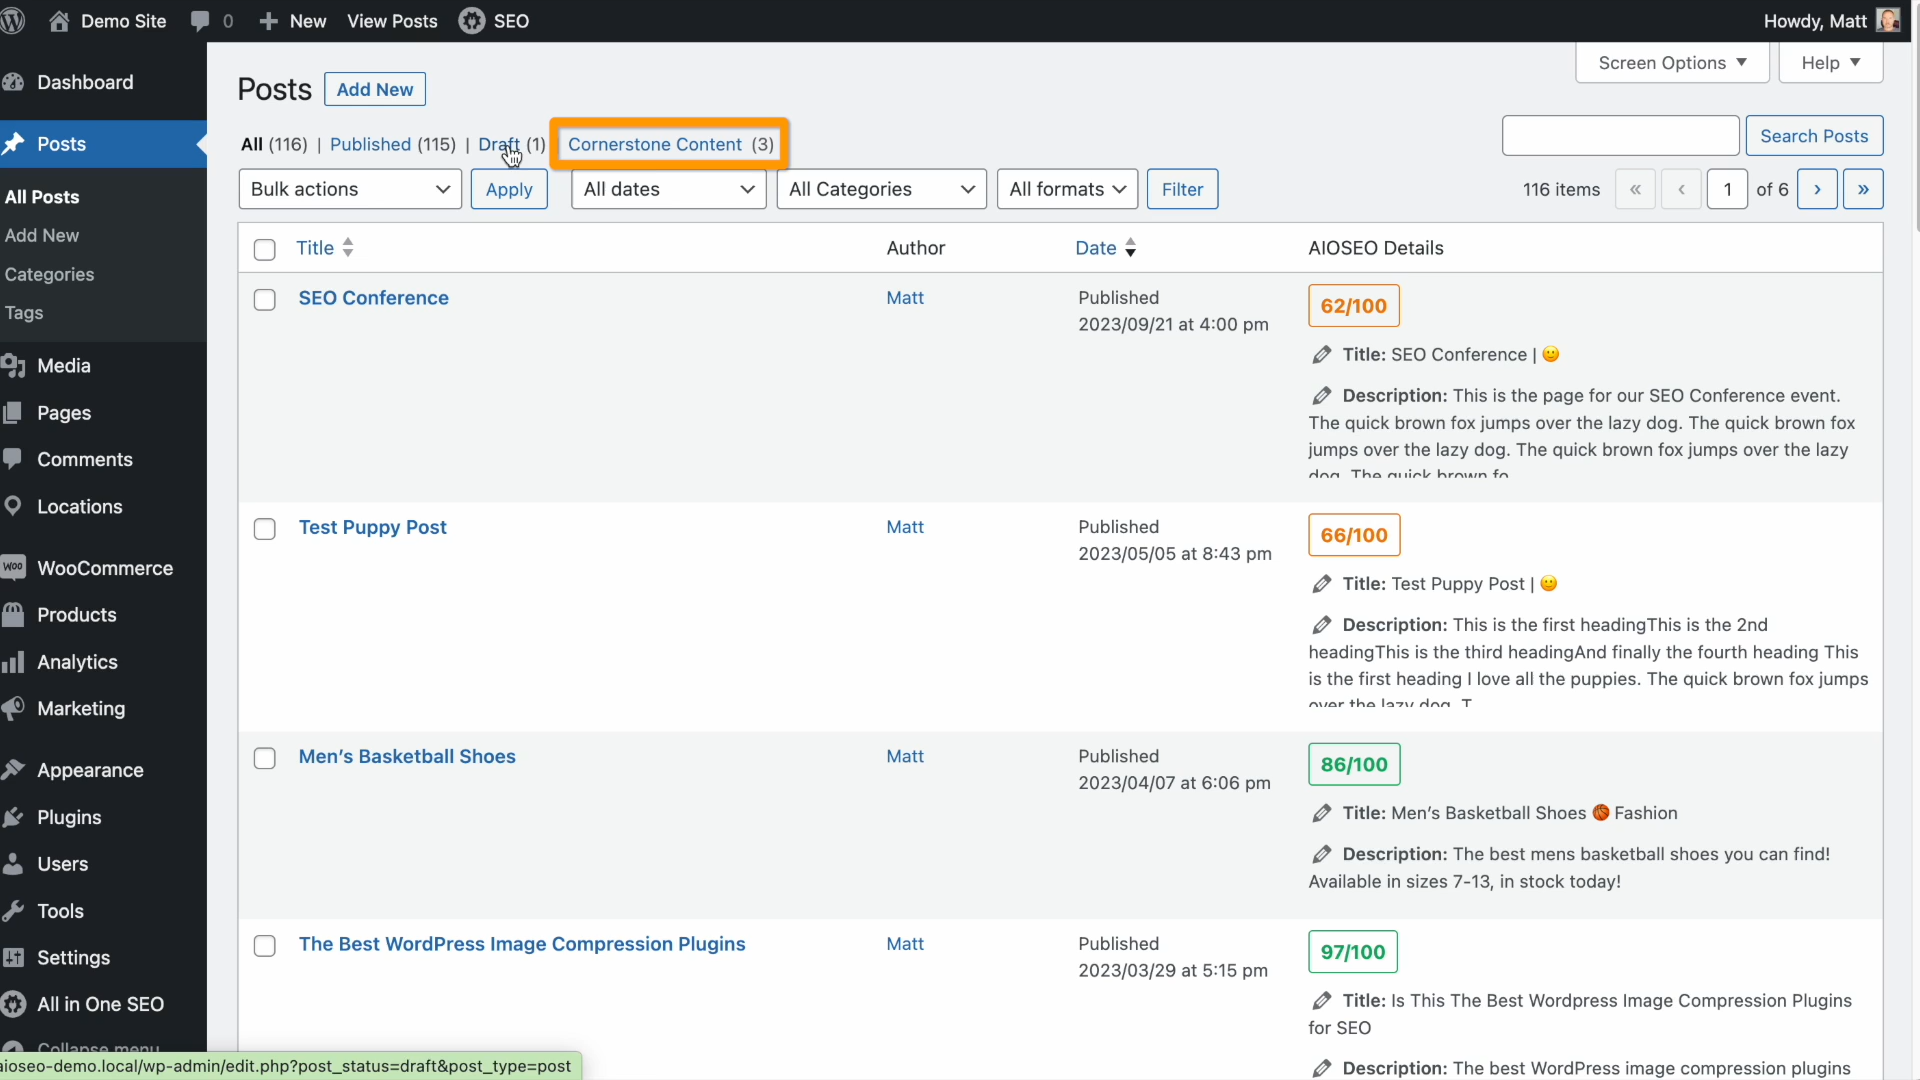 Demo Site 0 New View Posts SEO Howdy, Matt
Screen Options Help
Dashboard
Posts
All Posts
Add New
Categories
Tags
Media
Pages
Comments
Locations
WOO WooCommerce
Products
Analytics
Marketing
Appearance
Plugins
Users
Tools
Settings
All in One SEO
Collapse menu
Posts Add New
All (116) | Published (115) | Draft (1) Cornerstone Content (3)
Search Posts
Bulk actions Apply All dates All Categories All formats Filter 116 items « ‹ 1 of 6 › »
Title Author Date AIOSEO Details
SEO Conference Matt Published
2023/09/21 at 4:00 pm
62/100
Title: SEO Conference | 🙂
Description: This is the page for our SEO Conference event.
The quick brown fox jumps over the lazy dog. The quick brown fox
jumps over the lazy dog. The quick brown fox jumps over the lazy
dog. The quick brown fo
Test Puppy Post Matt Published
2023/05/05 at 8:43 pm
66/100
Title: Test Puppy Post | 🙂
Description: This is the first headingThis is the 2nd
headingThis is the third headingAnd finally the fourth heading This
is the first heading I love all the puppies. The quick brown fox jumps
over the lazy dog. T
Men’s Basketball Shoes Matt Published
2023/04/07 at 6:06 pm
86/100
Title: Men’s Basketball Shoes 🏀 Fashion
Description: The best mens basketball shoes you can find!
Available in sizes 7-13, in stock today!
The Best WordPress Image Compression Plugins Matt Published
2023/03/29 at 5:15 pm
97/100
Title: Is This The Best Wordpress Image Compression Plugins
for SEO
Description: The best WordPress image compression plugins
aioseo-demo.local/wp-admin/edit.php?post_status=draft&post_type=post